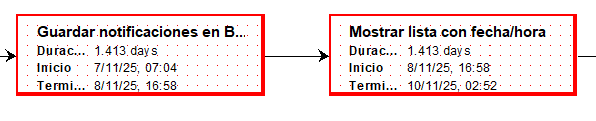 Guardar notificaciones en B...
Durac... 1.413 days
Inicio 7/11/25, 07:04
Termi... 8/11/25, 16:58
Mostrar lista con fecha/hora
Durac... 1.413 days
Inicio 8/11/25, 16:58
Termi... 10/11/25, 02:52